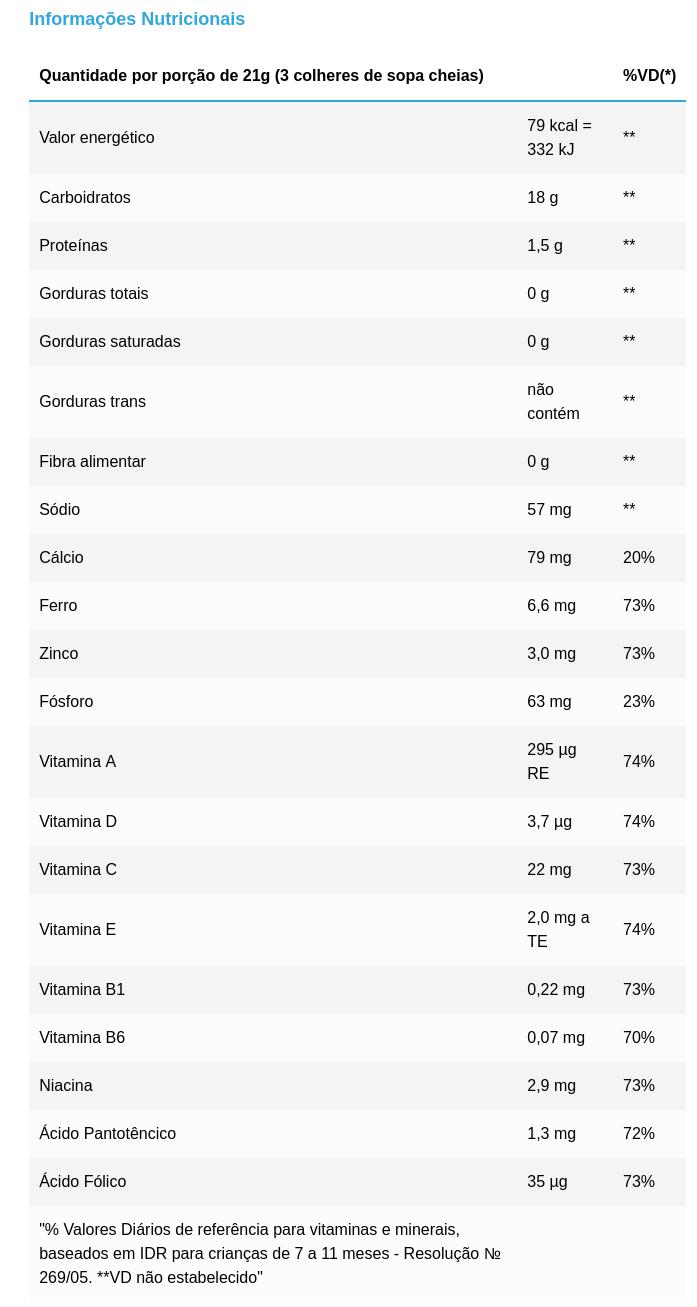 Informações Nutricionais
Quantidade por porção de 21g (3 colheres de sopa cheias) %VD(*)
Valor energético 79 kcal = 332 kJ **
Carboidratos 18 g **
Proteínas 1,5 g **
Gorduras totais 0 g **
Gorduras saturadas 0 g **
Gorduras trans não contém **
Fibra alimentar 0 g **
Sódio 57 mg **
Cálcio 79 mg 20%
Ferro 6,6 mg 73%
Zinco 3,0 mg 73%
Fósforo 63 mg 23%
Vitamina A 295 µg RE 74%
Vitamina D 3,7 µg 74%
Vitamina C 22 mg 73%
Vitamina E 2,0 mg a TE 74%
Vitamina B1 0,22 mg 73%
Vitamina B6 0,07 mg 70%
Niacina 2,9 mg 73%
Ácido Pantotêncico 1,3 mg 72%
Ácido Fólico 35 µg 73%
"% Valores Diários de referência para vitaminas e minerais,
baseados em IDR para crianças de 7 a 11 meses - Resolução №
269/05. **VD não estabelecido"